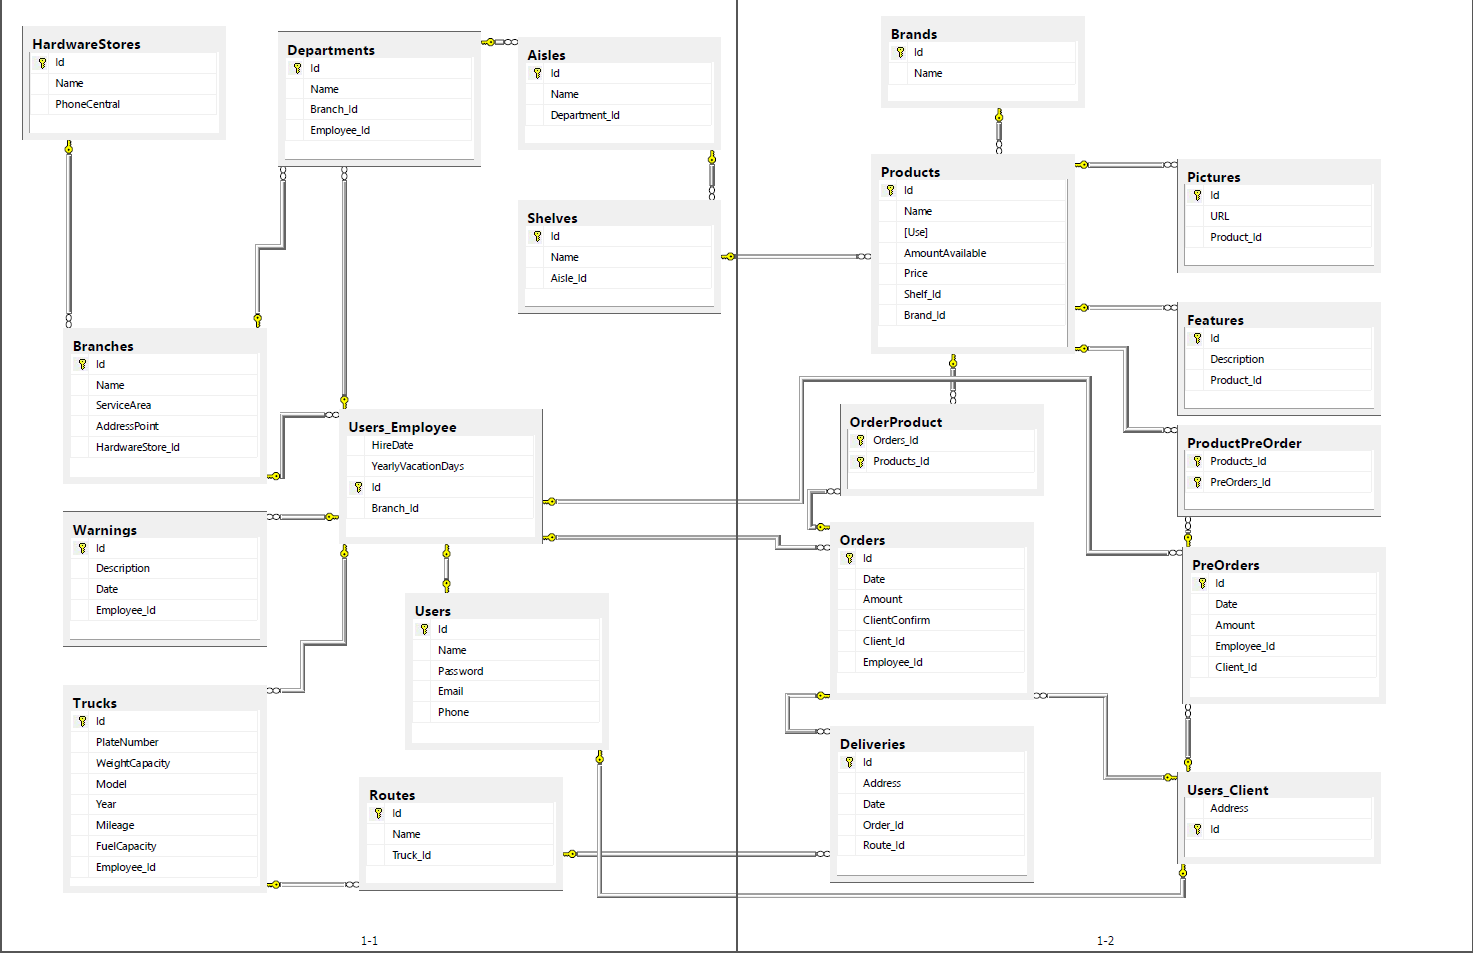 HardwareStores
Id
Name
PhoneCentral
Departments
Id
Name
Branch_Id
Employee_Id
Aisles
Id
Name
Department_Id
Shelves
Id
Name
Aisle_Id
Branches
Id
Name
ServiceArea
AddressPoint
HardwareStore_Id
Users_Employee
HireDate
YearlyVacationDays
Id
Branch_Id
Warnings
Id
Description
Date
Employee_Id
Users
Id
Name
Password
Email
Phone
Trucks
Id
PlateNumber
WeightCapacity
Model
Year
Mileage
FuelCapacity
Employee_Id
Routes
Id
Name
Truck_Id
1-1
Brands
Id
Name
Products
Id
Name
[Use]
AmountAvailable
Price
Shelf_Id
Brand_Id
Pictures
Id
URL
Product_Id
Features
Id
Description
Product_Id
OrderProduct
Orders_Id
Products_Id
ProductPreOrder
Products_Id
PreOrders_Id
Orders
Id
Date
Amount
ClientConfirm
Client_Id
Employee_Id
PreOrders
Id
Date
Amount
Employee_Id
Client_Id
Deliveries
Id
Address
Date
Order_Id
Route_Id
Users_Client
Address
Id
1-2